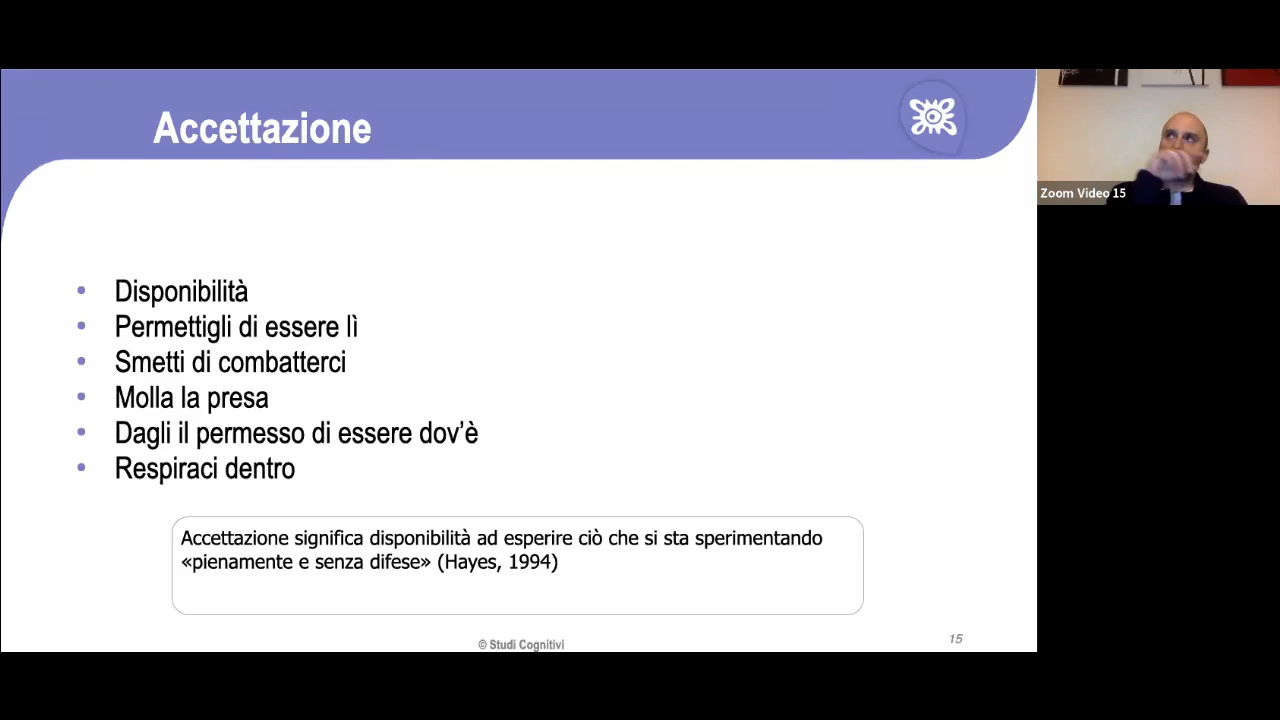 Accettazione
Zoom Video 15
• Disponibilità
• Permettigli di essere lì
• Smetti di combatterci
• Molla la presa
• Dagli il permesso di essere dov’è
• Respiraci dentro
Accettazione significa disponibilità ad esperire ciò che si sta sperimentando
«pienamente e senza difese» (Hayes, 1994)
© Studi Cognitivi
15